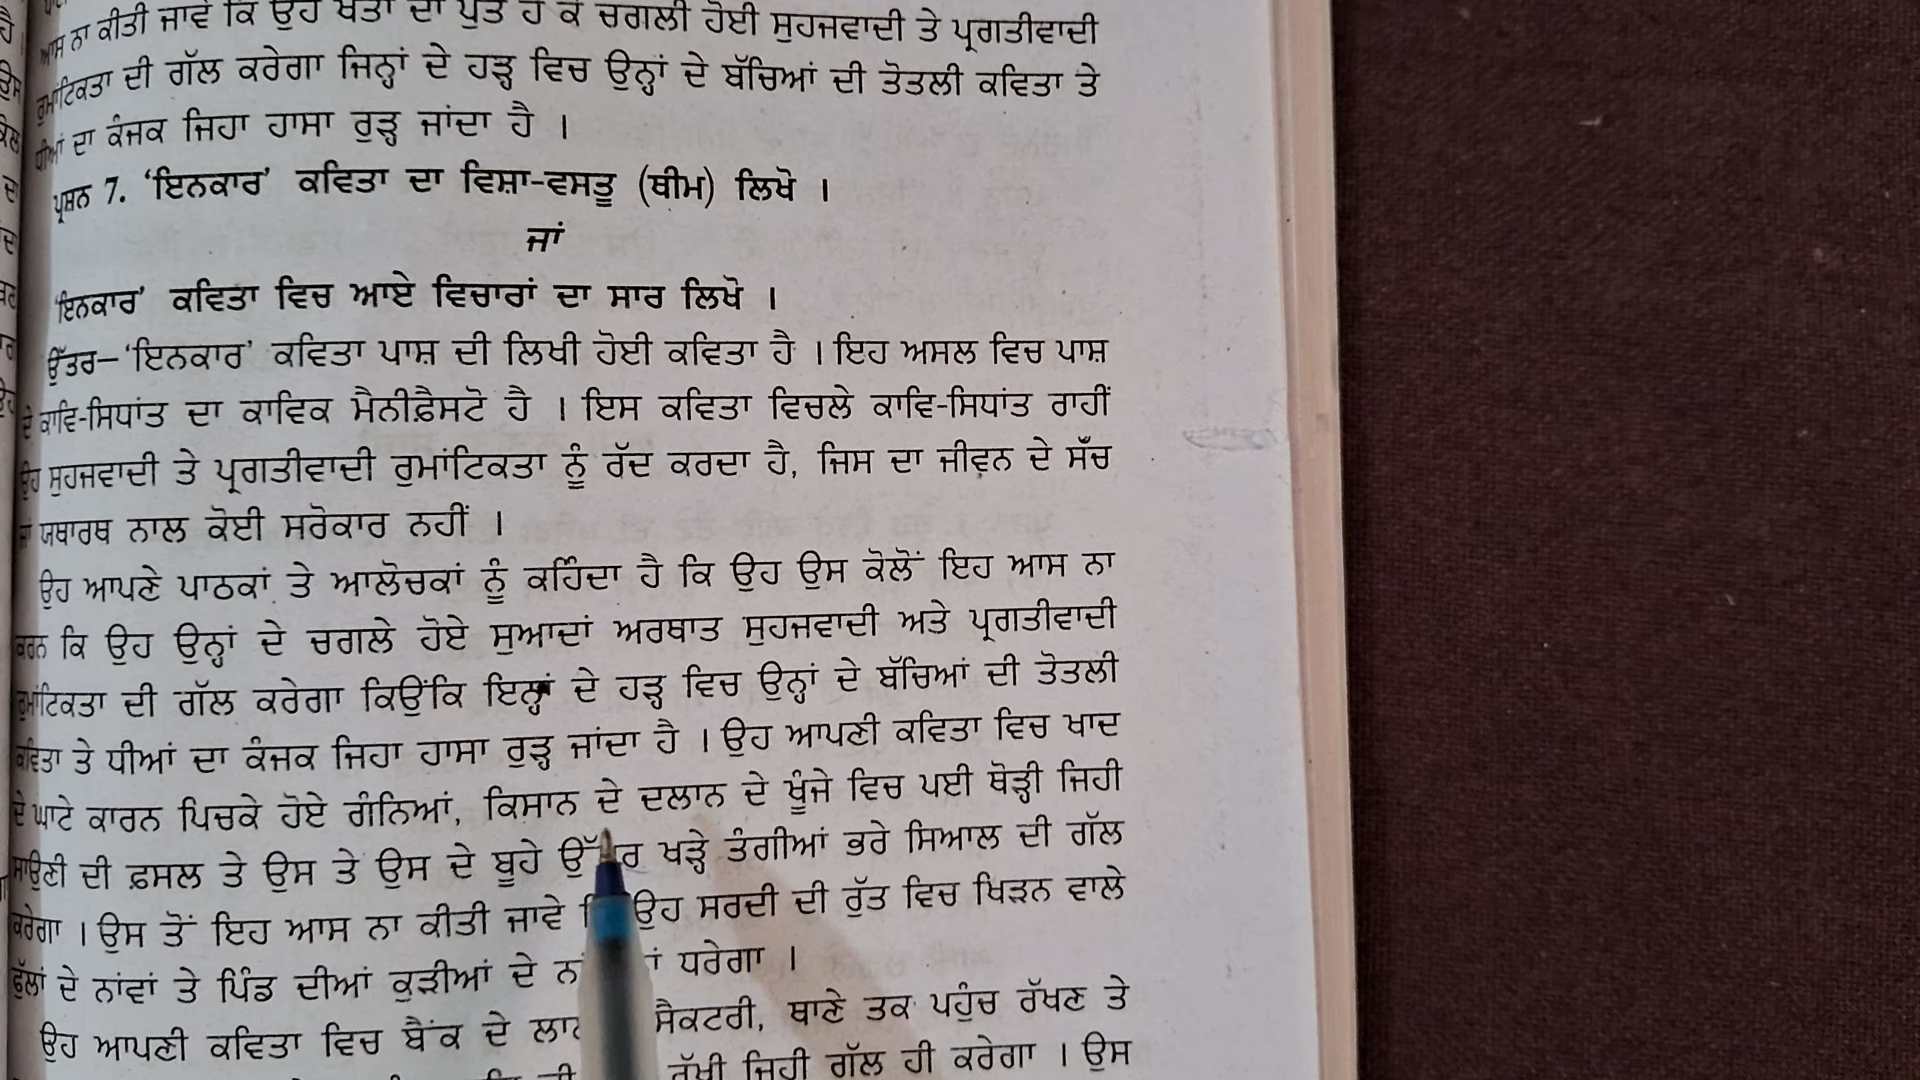 ਆਸ ਨਾ ਕੀਤੀ ਜਾਵੇ ਕਿ ਉਹ ਖੇਤਾਂ ਦਾ ਪੁੱਤ ਹੋ ਕੇ ਚਗਲੀ ਹੋਈ ਸੁਹਜਵਾਦੀ ਤੇ ਪ੍ਰਗਤੀਵਾਦੀ
ਰੁਮਾਂਟਿਕਤਾ ਦੀ ਗੱਲ ਕਰੇਗਾ ਜਿਨ੍ਹਾਂ ਦੇ ਹੜ੍ਹ ਵਿਚ ਉਨ੍ਹਾਂ ਦੇ ਬੱਚਿਆਂ ਦੀ ਤੋਤਲੀ ਕਵਿਤਾ ਤੇ
ਧੀਆਂ ਦਾ ਕੰਜਕ ਜਿਹਾ ਹਾਸਾ ਰੁੜ੍ਹ ਜਾਂਦਾ ਹੈ ।
ਪ੍ਰਸ਼ਨ 7. ‘ਇਨਕਾਰ’ ਕਵਿਤਾ ਦਾ ਵਿਸ਼ਾ-ਵਸਤੂ (ਥੀਮ) ਲਿਖੋ ।
ਜਾਂ
‘ਇਨਕਾਰ’ ਕਵਿਤਾ ਵਿਚ ਆਏ ਵਿਚਾਰਾਂ ਦਾ ਸਾਰ ਲਿਖੋ ।
ਉੱਤਰ–‘ਇਨਕਾਰ’ ਕਵਿਤਾ ਪਾਸ਼ ਦੀ ਲਿਖੀ ਹੋਈ ਕਵਿਤਾ ਹੈ । ਇਹ ਅਸਲ ਵਿਚ ਪਾਸ਼
ਦੇ ਕਾਵਿ-ਸਿਧਾਂਤ ਦਾ ਕਾਵਿਕ ਮੈਨੀਫ਼ੈਸਟੋ ਹੈ । ਇਸ ਕਵਿਤਾ ਵਿਚਲੇ ਕਾਵਿ-ਸਿਧਾਂਤ ਰਾਹੀਂ
ਉਹ ਸੁਹਜਵਾਦੀ ਤੇ ਪ੍ਰਗਤੀਵਾਦੀ ਰੁਮਾਂਟਿਕਤਾ ਨੂੰ ਰੱਦ ਕਰਦਾ ਹੈ, ਜਿਸ ਦਾ ਜੀਵਨ ਦੇ ਸੱਚ
ਜਾਂ ਯਥਾਰਥ ਨਾਲ ਕੋਈ ਸਰੋਕਾਰ ਨਹੀਂ ।
ਉਹ ਆਪਣੇ ਪਾਠਕਾਂ ਤੇ ਆਲੋਚਕਾਂ ਨੂੰ ਕਹਿੰਦਾ ਹੈ ਕਿ ਉਹ ਉਸ ਕੋਲੋਂ ਇਹ ਆਸ ਨਾ
ਕਰਨ ਕਿ ਉਹ ਉਨ੍ਹਾਂ ਦੇ ਚਗਲੇ ਹੋਏ ਸੁਆਦਾਂ ਅਰਥਾਤ ਸੁਹਜਵਾਦੀ ਅਤੇ ਪ੍ਰਗਤੀਵਾਦੀ
ਰੁਮਾਂਟਿਕਤਾ ਦੀ ਗੱਲ ਕਰੇਗਾ ਕਿਉਂਕਿ ਇਨ੍ਹਾਂ ਦੇ ਹੜ੍ਹ ਵਿਚ ਉਨ੍ਹਾਂ ਦੇ ਬੱਚਿਆਂ ਦੀ ਤੋਤਲੀ
ਕਵਿਤਾ ਤੇ ਧੀਆਂ ਦਾ ਕੰਜਕ ਜਿਹਾ ਹਾਸਾ ਰੁੜ੍ਹ ਜਾਂਦਾ ਹੈ । ਉਹ ਆਪਣੀ ਕਵਿਤਾ ਵਿਚ ਖਾਦ
ਦੇ ਘਾਟੇ ਕਾਰਨ ਪਿਚਕੇ ਹੋਏ ਗੰਨਿਆਂ, ਕਿਸਾਨ ਦੇ ਦਲਾਨ ਦੇ ਖੂੰਜੇ ਵਿਚ ਪਈ ਥੋੜ੍ਹੀ ਜਿਹੀ
ਸਾਉਣੀ ਦੀ ਫ਼ਸਲ ਤੇ ਉਸ ਤੇ ਉਸ ਦੇ ਬੂਹੇ ਉੱਪਰ ਖੜ੍ਹੇ ਤੰਗੀਆਂ ਭਰੇ ਸਿਆਲ ਦੀ ਗੱਲ
ਕਰੇਗਾ । ਉਸ ਤੋਂ ਇਹ ਆਸ ਨਾ ਕੀਤੀ ਜਾਵੇ ਉਹ ਸਰਦੀ ਦੀ ਰੁੱਤ ਵਿਚ ਖਿੜਨ ਵਾਲੇ
ਫੁੱਲਾਂ ਦੇ ਨਾਂਵਾਂ ਤੇ ਪਿੰਡ ਦੀਆਂ ਕੁੜੀਆਂ ਦੇ ਧਰੇਗਾ ।
ਉਹ ਆਪਣੀ ਕਵਿਤਾ ਵਿਚ ਬੈਂਕ ਦੇ ਸੈਕਟਰੀ, ਥਾਣੇ ਤਕ ਪਹੁੰਚ ਰੱਖਣ ਤੇ
ਜਿਹੀ ਗੱਲ ਹੀ ਕਰੇਗਾ । ਉਸ